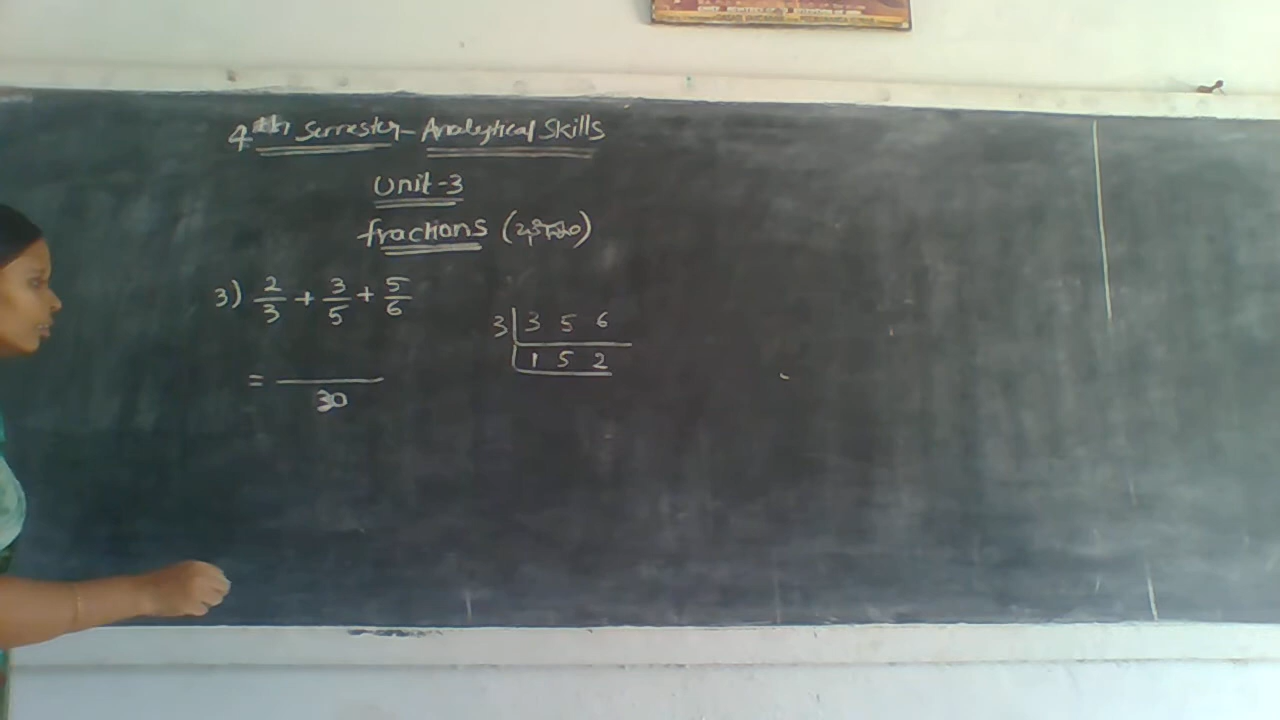 4th Semester - Analytical Skills
Unit-3
fractions
3) 2/3 + 3/5 + 5/6
3 | 3 5 6
1 5 2
= /30